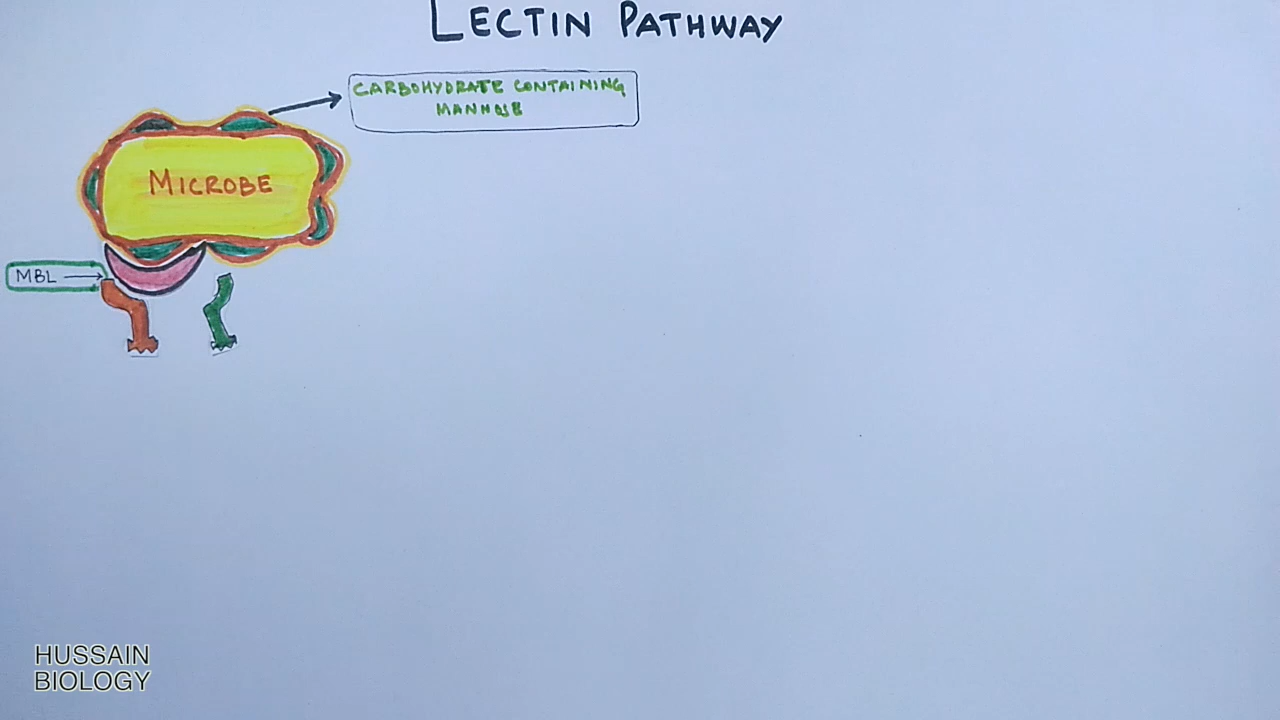 LECTIN PATHWAY
CARBOHYDRATE CONTAINING
MANNOSE
MICROBE
MBL
HUSSAIN
BIOLOGY